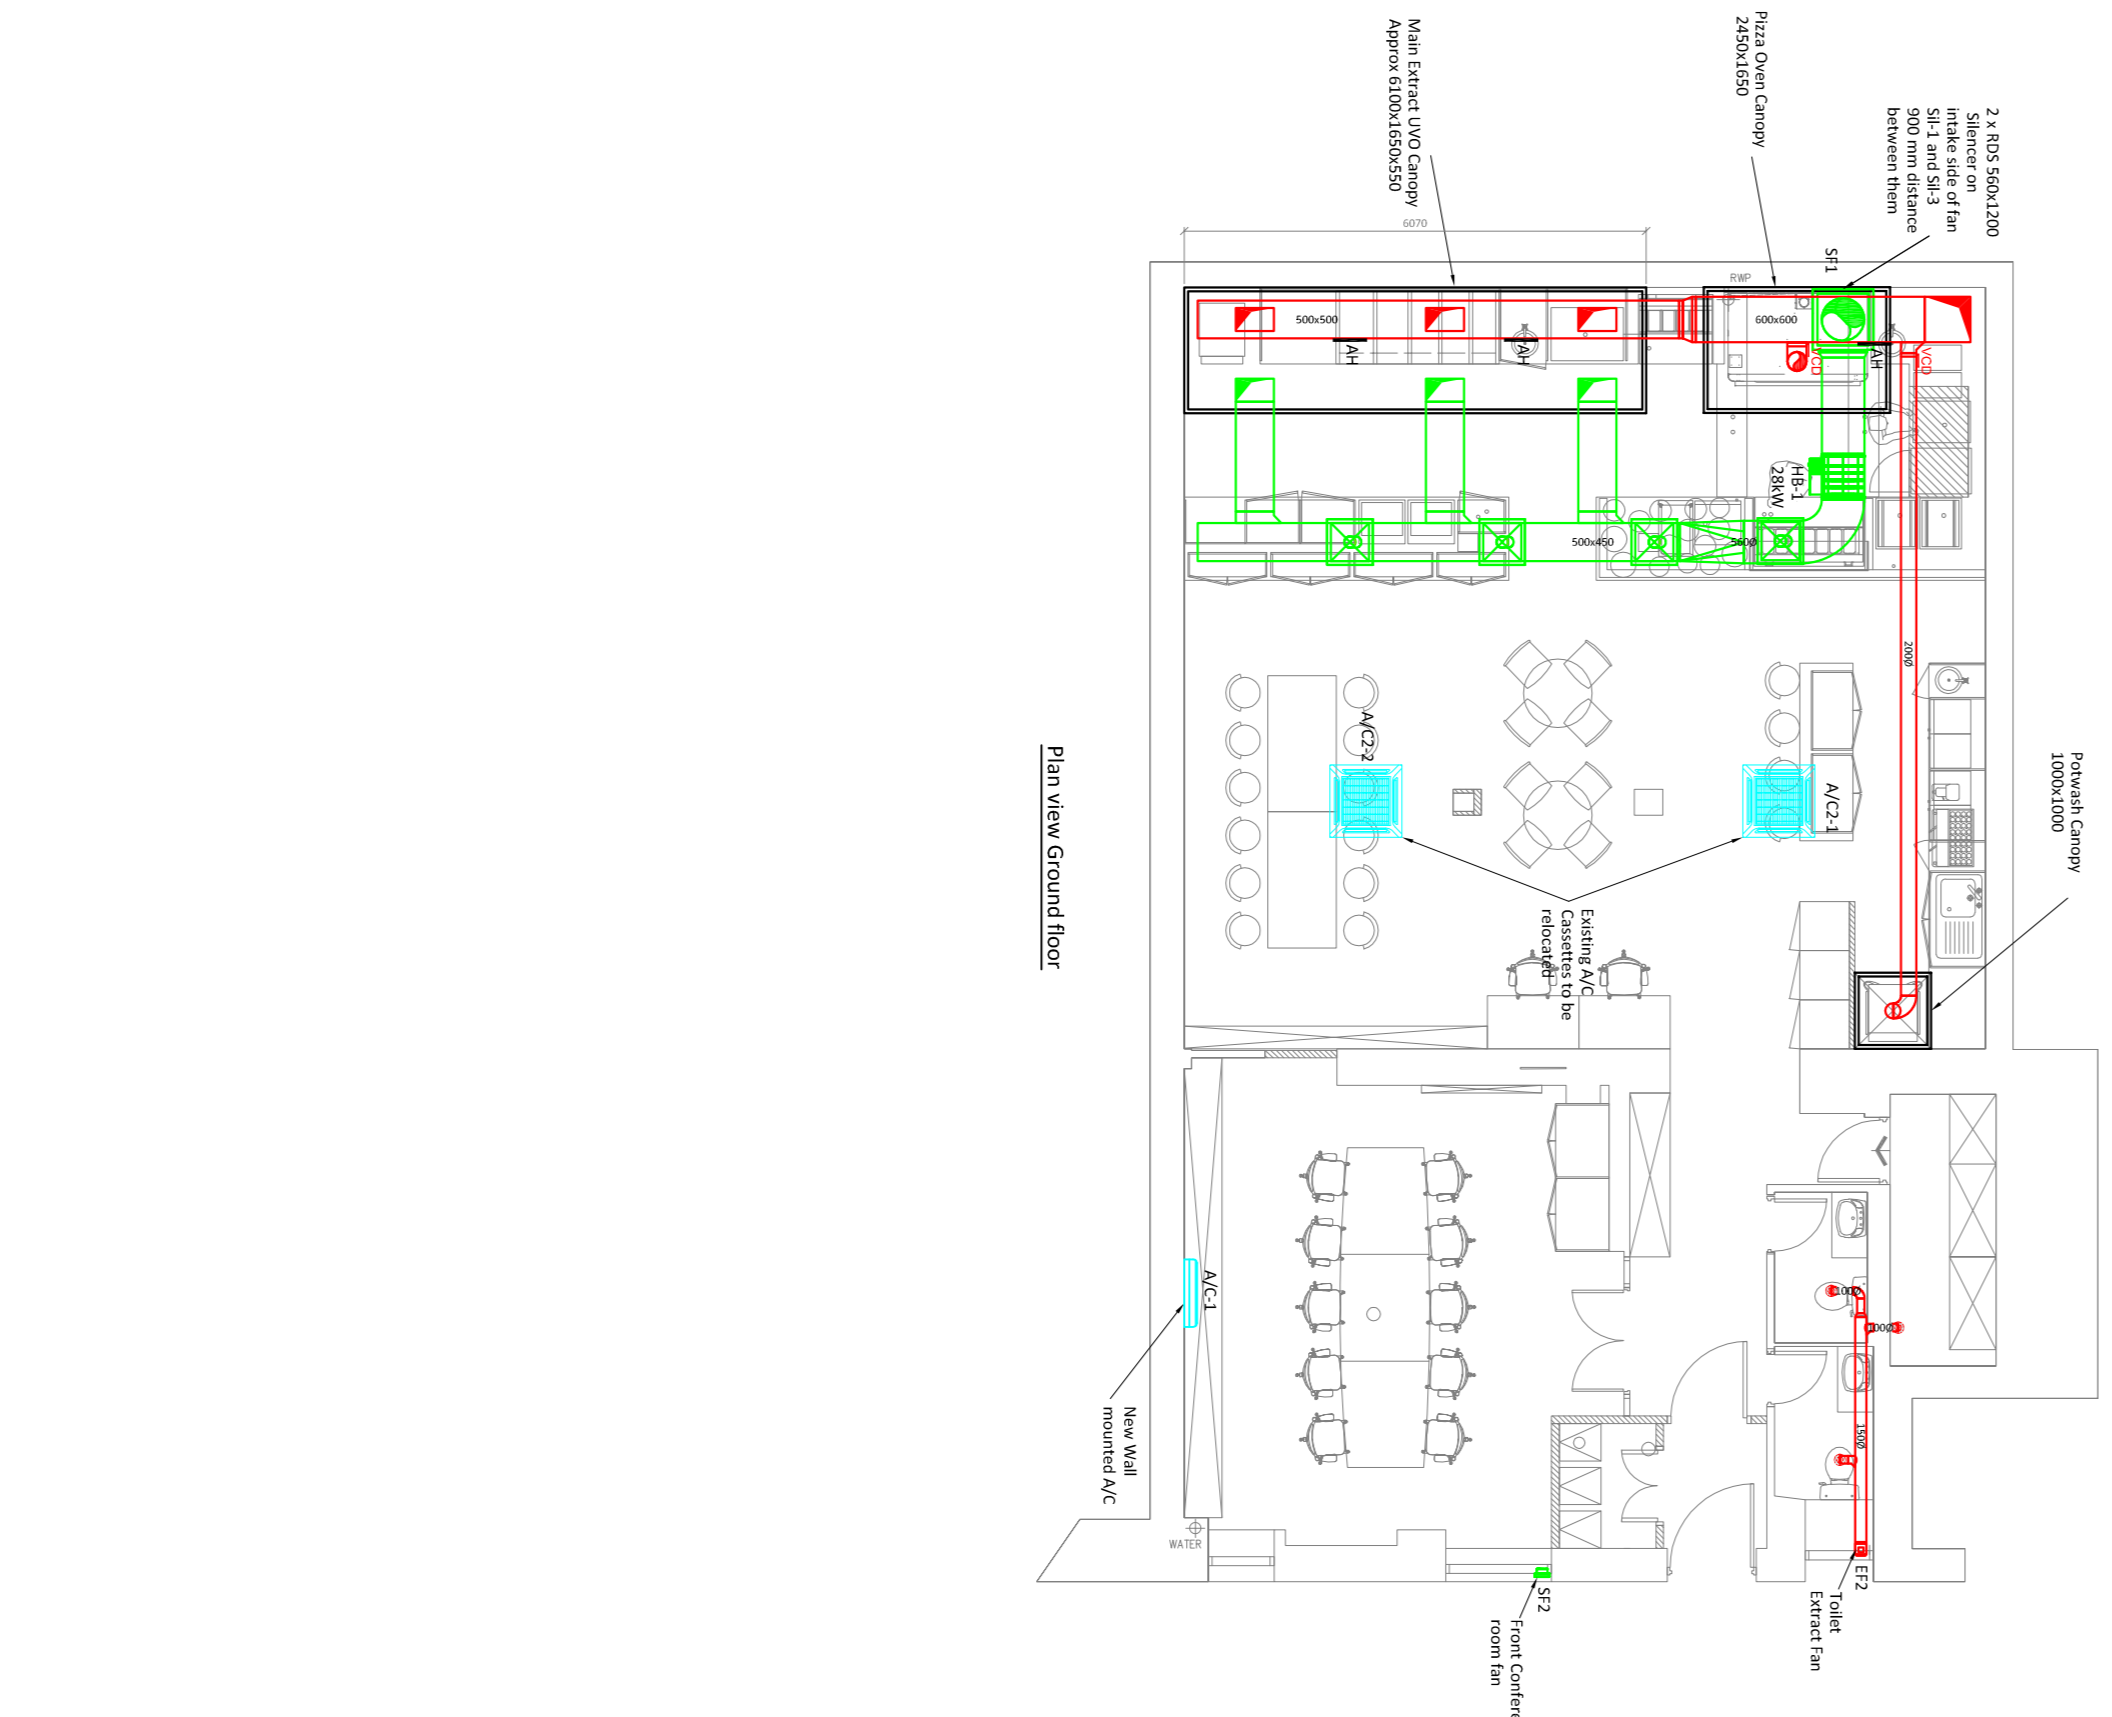 2 x RDS 560x1200
Silencer on
intake side of fan
Sil-1 and Sil-3
900 mm distance
between them
Pizza Oven Canopy
2450x1650
Main Extract UVO Canopy
Approx 6100x1650x550
6070
SF1
RWP
500x500
600x600
AH
AH
AH
VCD
VCD
HB-1
28kW
500x450
560Ø
200Ø
Potwash Canopy
1000x1000
A/C2-2
A/C2-1
Existing A/C
Cassettes to be
relocated
Plan view Ground floor
A/C-1
New Wall
mounted A/C
WATER
100Ø
100Ø
150Ø
EF2
Toilet
Extract Fan
SF2
Front Confere
room fan